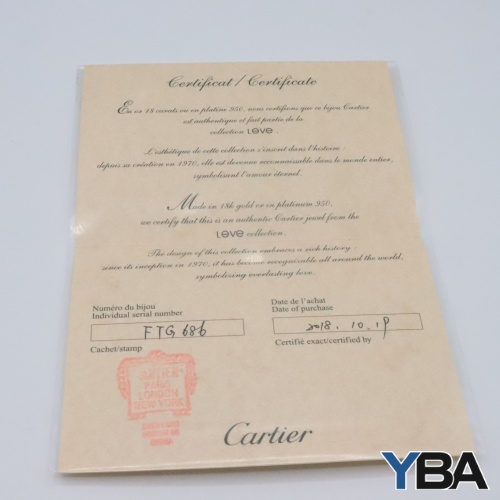 Certificat / Certificate
En or 18 carats ou en platine 950, nous certifions que ce bijou Cartier
est authentique et fait partie de la
collection LOVE.
L'esthétique de cette collection s'inscrit dans l'histoire
depuis sa création en 1970, elle est devenue reconnaissable dans le monde entier,
symbolisant l'amour éternel.
Made in 18k gold or in platinum 950,
we certify that this is an authentic Cartier jewel from the
LOVE collection.
The design of this collection embraces a rich history
since its inception in 1970, it has become recognisable all around the world,
symbolising everlasting love.
Numéro du bijou
Individual serial number
FTG686
Cachet/stamp
Date de l'achat
Date of purchase
2018. 10. 19
Certifié exact/certified by
CARTIER
PARIS
LONDON
NEW YORK
Cartier
YBA